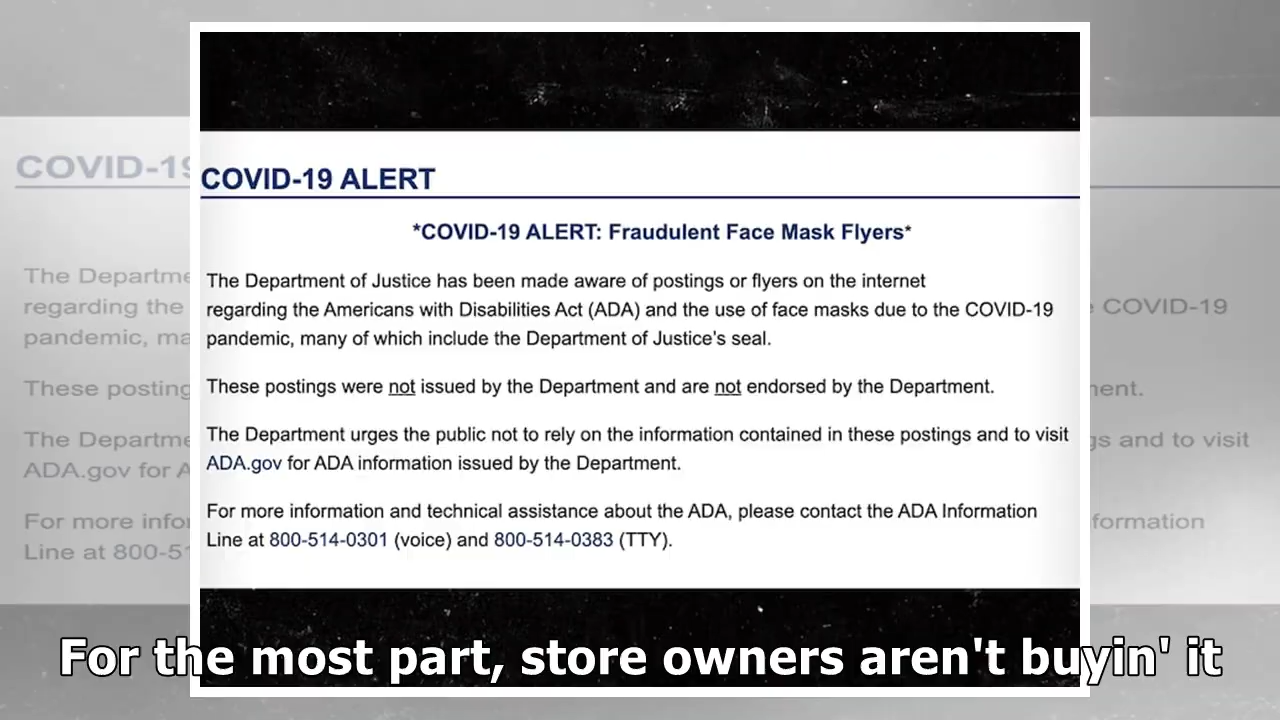 COVID-19 ALERT
*COVID-19 ALERT: Fraudulent Face Mask Flyers*
The Department of Justice has been made aware of postings or flyers on the internet
regarding the Americans with Disabilities Act (ADA) and the use of face masks due to the COVID-19
pandemic, many of which include the Department of Justice's seal.
These postings were not issued by the Department and are not endorsed by the Department.
The Department urges the public not to rely on the information contained in these postings and to visit
ADA.gov for ADA information issued by the Department.
For more information and technical assistance about the ADA, please contact the ADA Information
Line at 800-514-0301 (voice) and 800-514-0383 (TTY).
For the most part, store owners aren't buyin' it